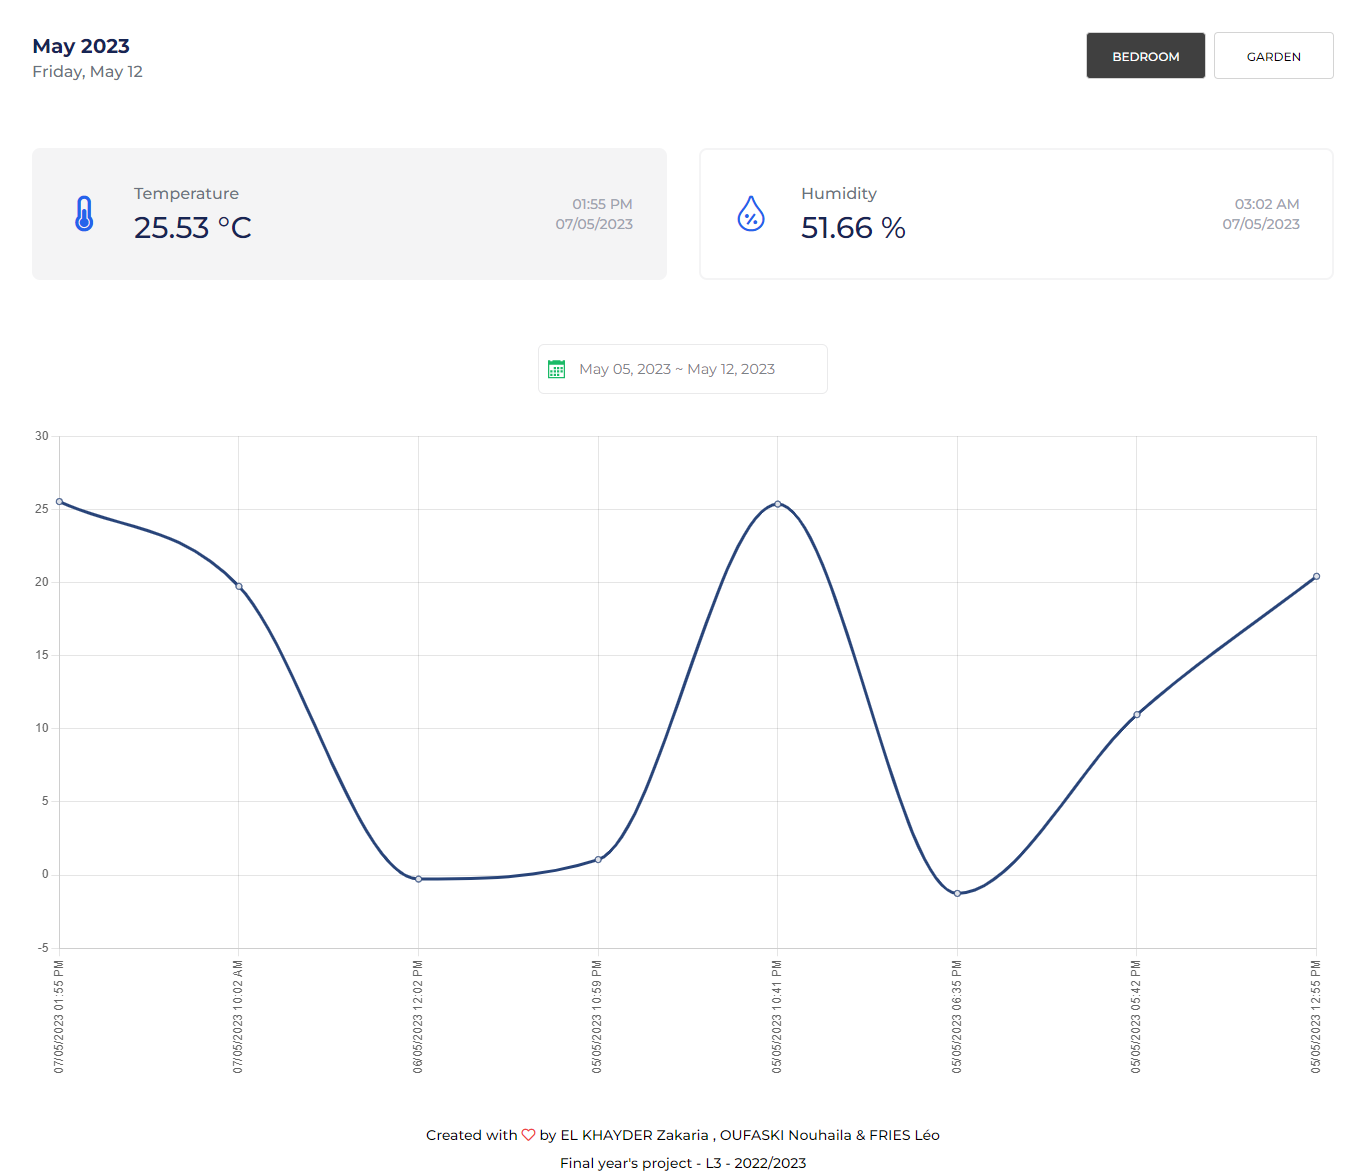 May 2023
Friday, May 12
BEDROOM
GARDEN
Temperature
25.53 °C
01:55 PM
07/05/2023
Humidity
51.66 %
03:02 AM
07/05/2023
May 05, 2023 ~ May 12, 2023
30
25
20
15
10
5
0
-5
07/05/2023 01:55 PM
07/05/2023 10:02 AM
06/05/2023 12:02 PM
05/05/2023 10:59 PM
05/05/2023 10:41 PM
05/05/2023 06:35 PM
05/05/2023 05:42 PM
05/05/2023 12:55 PM
Created with ♡ by EL KHAYDER Zakaria , OUFASKI Nouhaila & FRIES Léo
Final year's project - L3 - 2022/2023